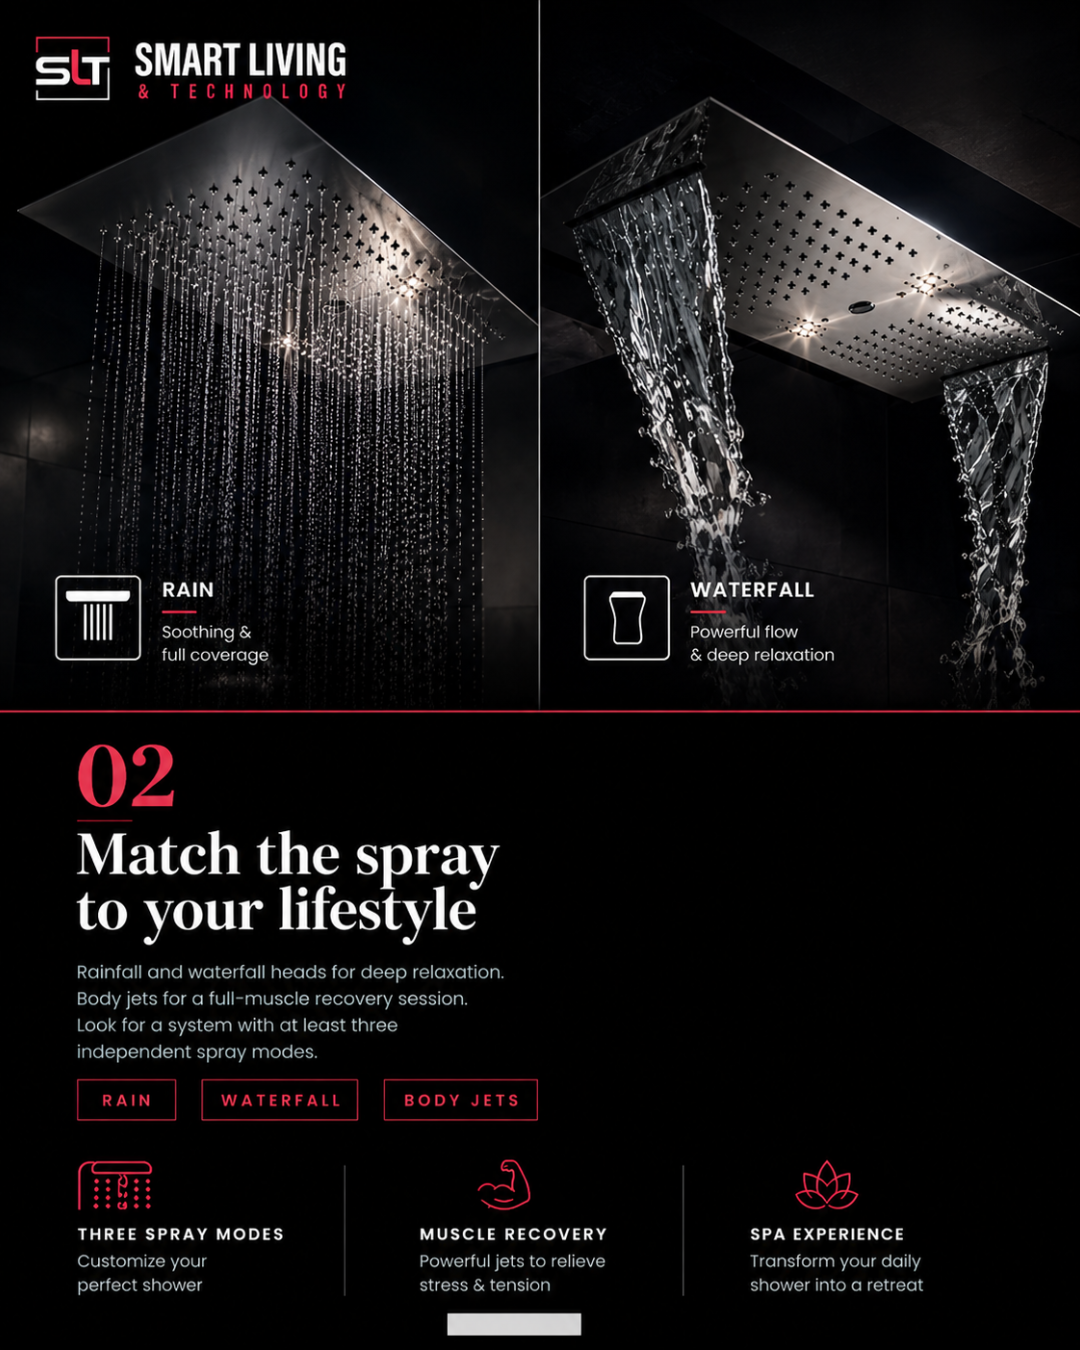 SLT
SMART LIVING
& TECHNOLOGY
RAIN
Soothing &
full coverage
WATERFALL
Powerful flow
& deep relaxation
02
Match the spray
to your lifestyle
Rainfall and waterfall heads for deep relaxation.
Body jets for a full-muscle recovery session.
Look for a system with at least three
independent spray modes.
RAIN
WATERFALL
BODY JETS
THREE SPRAY MODES
Customize your
perfect shower
MUSCLE RECOVERY
Powerful jets to relieve
stress & tension
SPA EXPERIENCE
Transform your daily
shower into a retreat